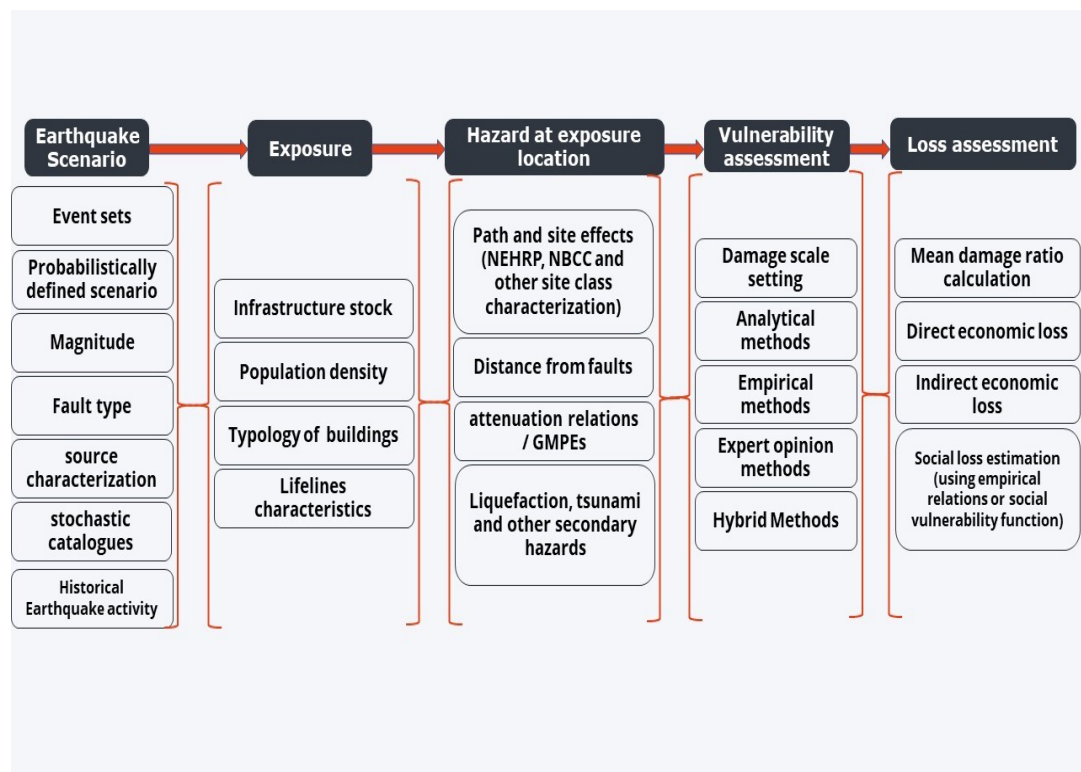 Earthquake
Scenario
Exposure
Hazard at exposure
location
Vulnerability
assessment
Loss assessment
Event sets
Probabilistically
defined scenario
Magnitude
Fault type
source
characterization
stochastic
catalogues
Historical
Earthquake activity
Infrastructure stock
Population density
Typology of buildings
Lifelines
characteristics
Path and site effects
(NEHRP, NBCC and
other site class
characterization)
Distance from faults
attenuation relations
/ GMPEs
Liquefaction, tsunami
and other secondary
hazards
Damage scale
setting
Analytical
methods
Empirical
methods
Expert opinion
methods
Hybrid Methods
Mean damage ratio
calculation
Direct economic loss
Indirect economic
loss
Social loss estimation
(using empirical
relations or social
vulnerability function)